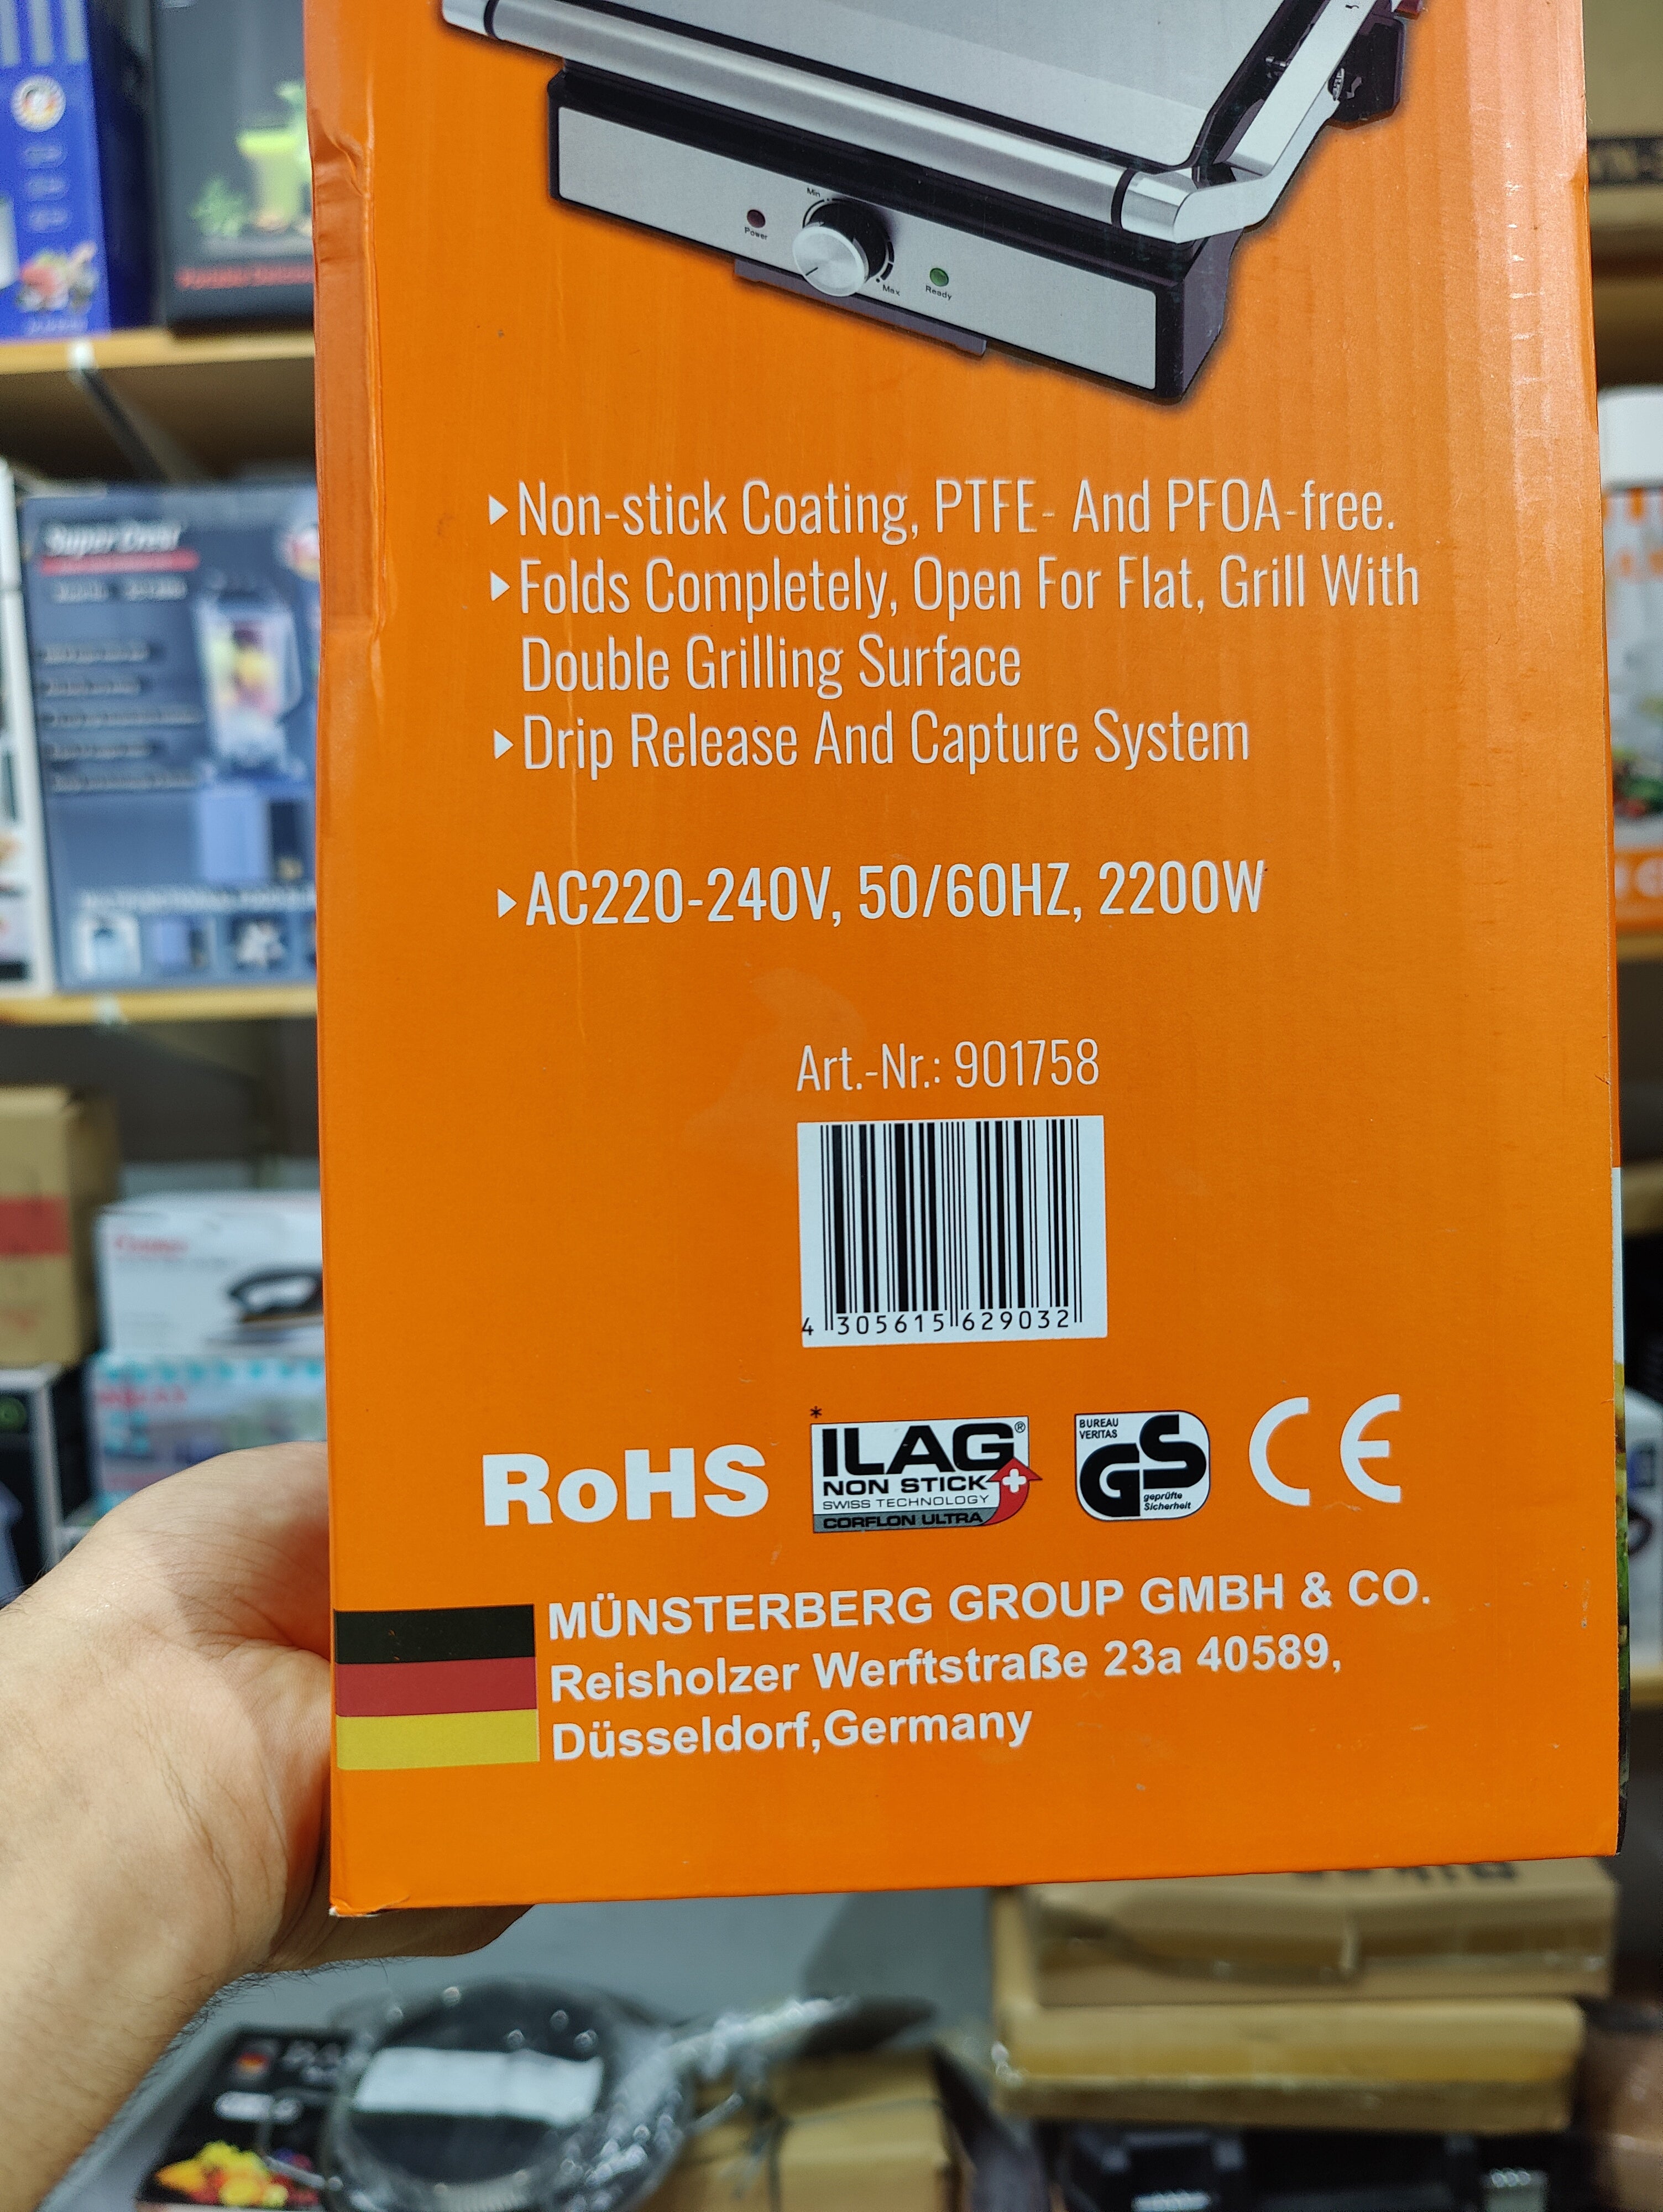 Min
Power
Max
Ready
Non-stick Coating, PTFE- And PFOA-free.
Folds Completely, Open For Flat, Grill With
Double Grilling Surface
Drip Release And Capture System
AC220-240V, 50/60HZ, 2200W
Art.-Nr.: 901758
4 305615 629032
RoHS
*
ILAG®
NON STICK
SWISS TECHNOLOGY
CORFLON ULTRA
BUREAU
VERITAS
GS
geprüfte
Sicherheit
CE
MÜNSTERBERG GROUP GMBH & CO.
Reisholzer Werftstraße 23a 40589,
Düsseldorf,Germany